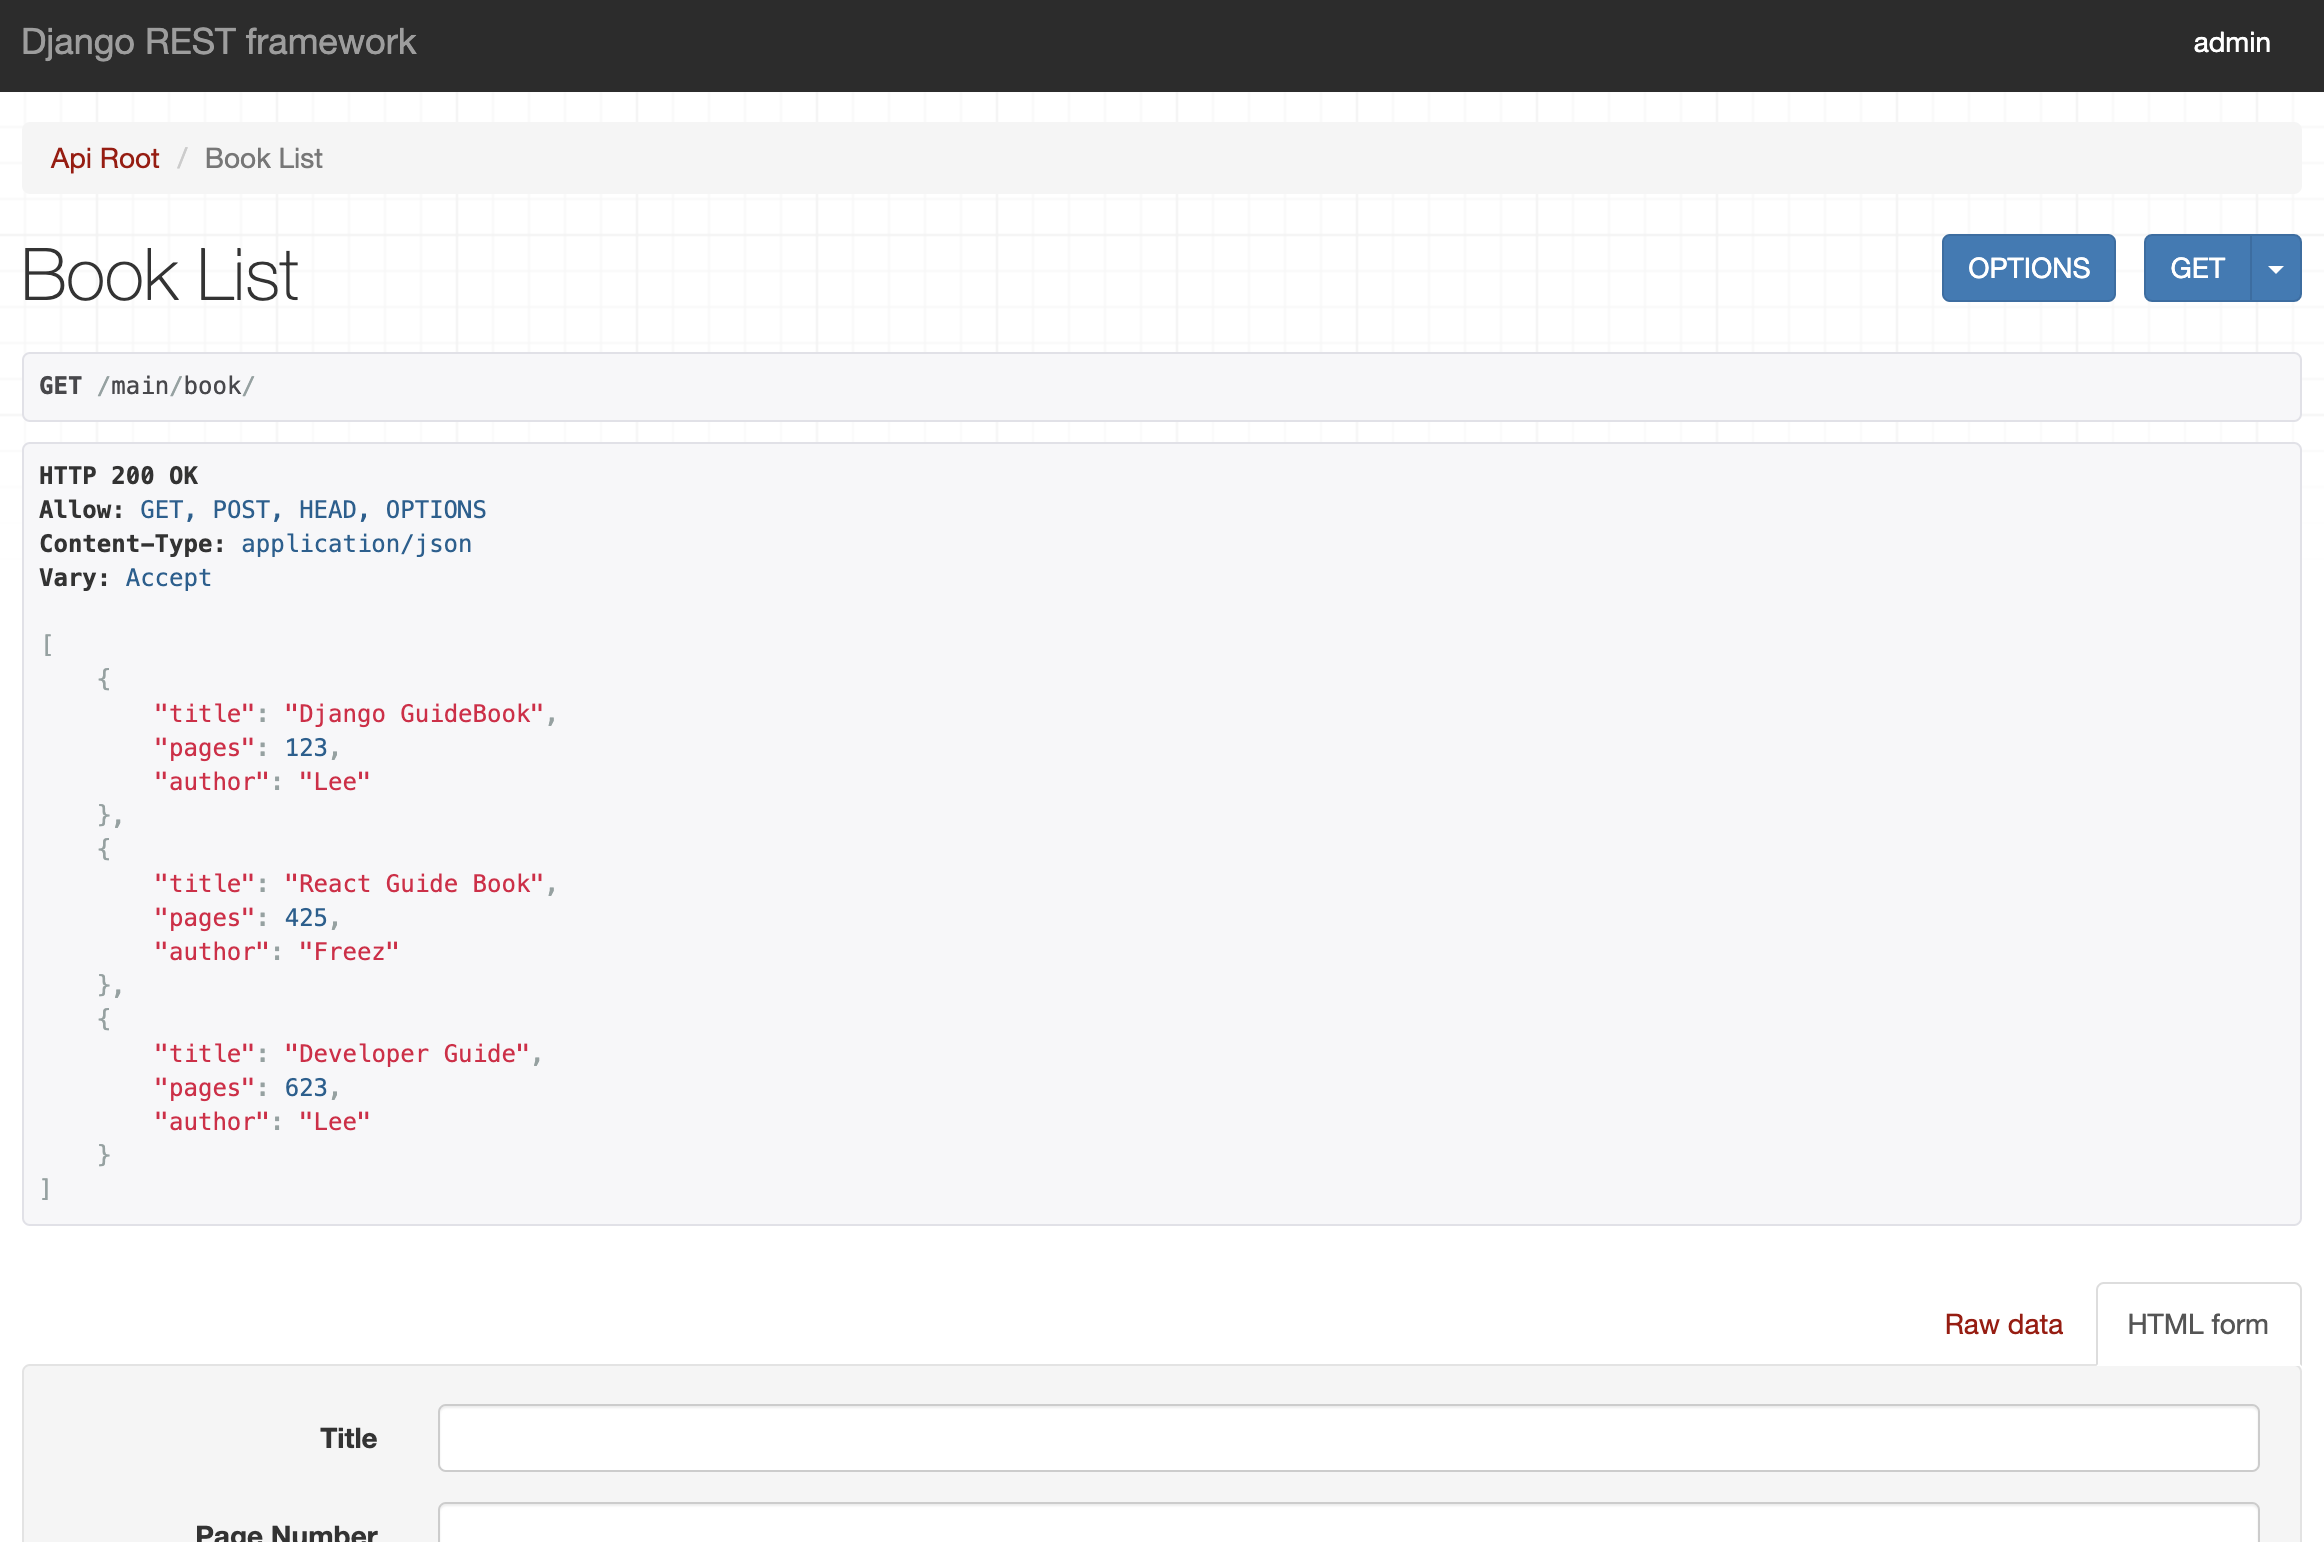 Django REST framework
admin
Api Root / Book List
Book List
OPTIONS
GET
GET /main/book/
HTTP 200 OK
Allow: GET, POST, HEAD, OPTIONS
Content-Type: application/json
Vary: Accept
[
    {
        "title": "Django GuideBook",
        "pages": 123,
        "author": "Lee"
    },
    {
        "title": "React Guide Book",
        "pages": 425,
        "author": "Freez"
    },
    {
        "title": "Developer Guide",
        "pages": 623,
        "author": "Lee"
    }
]
Raw data
HTML form
Title
Page Number